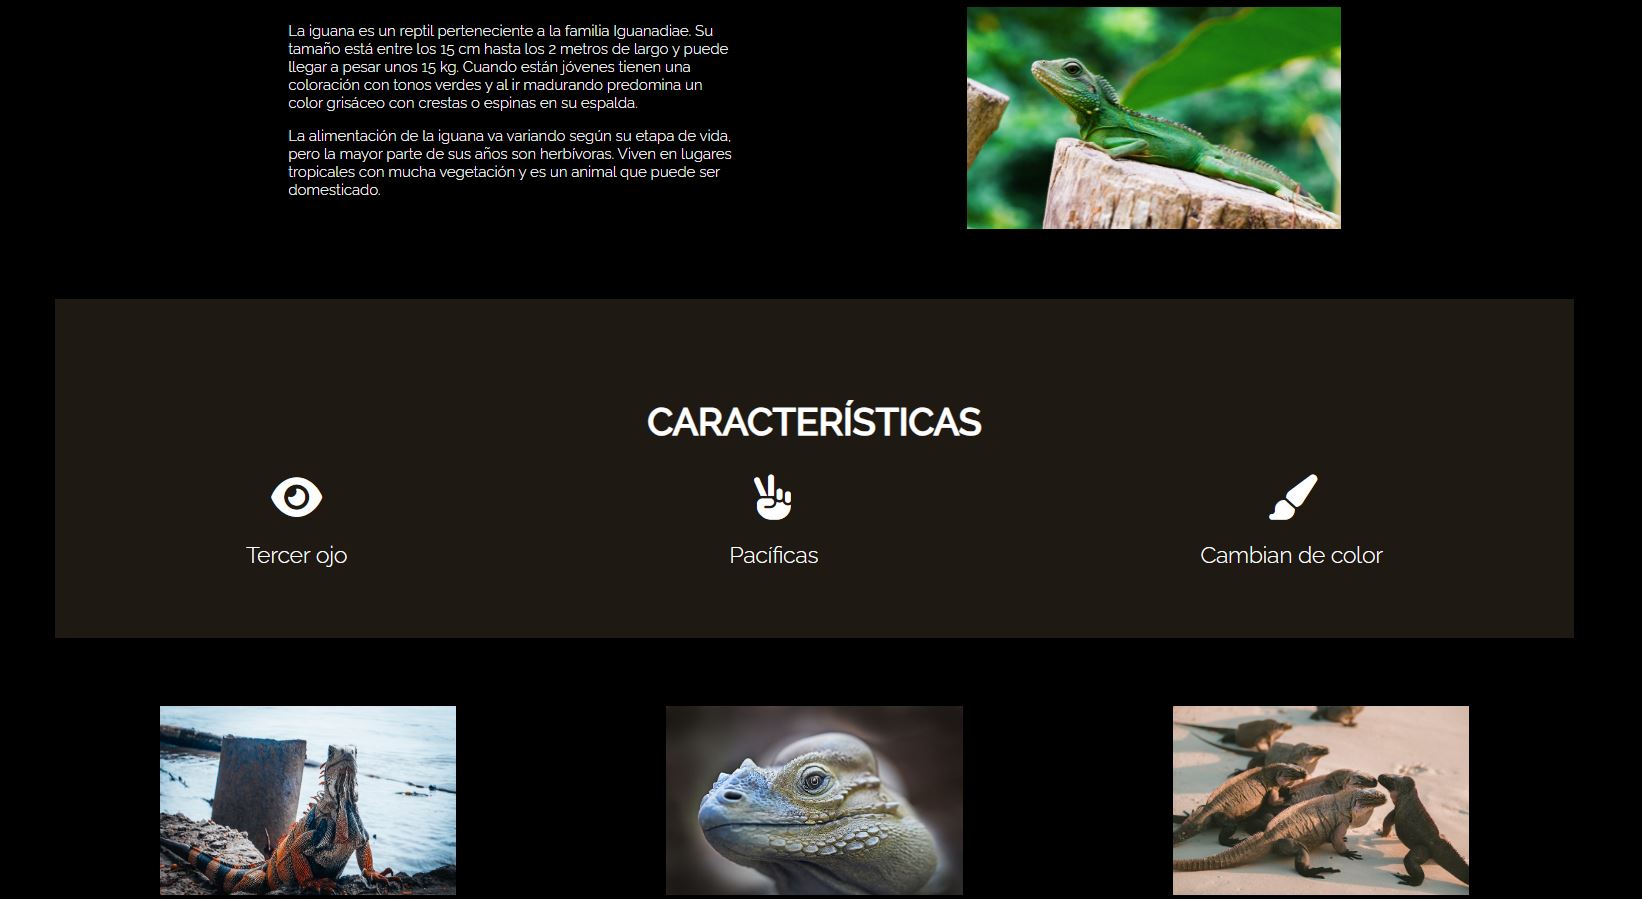 La iguana es un reptil perteneciente a la familia Iguanadiae. Su
tamaño está entre los 15 cm hasta los 2 metros de largo y puede
llegar a pesar unos 15 kg. Cuando están jóvenes tienen una
coloración con tonos verdes y al ir madurando predomina un
color grisáceo con crestas o espinas en su espalda.
La alimentación de la iguana va variando según su etapa de vida,
pero la mayor parte de sus años son herbívoras. Viven en lugares
tropicales con mucha vegetación y es un animal que puede ser
domesticado.
CARACTERÍSTICAS
Tercer ojo
Pacíficas
Cambian de color